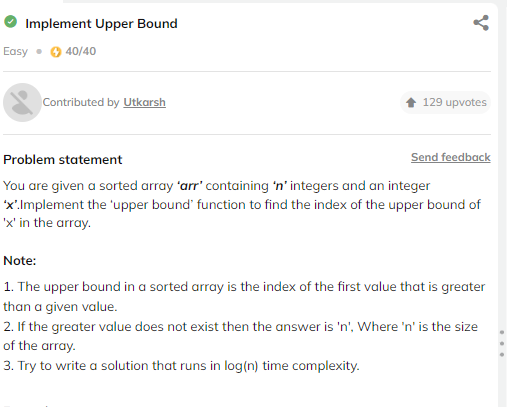 Implement Upper Bound
Easy • 40/40
Contributed by Utkarsh
129 upvotes
Problem statement
Send feedback
You are given a sorted array ‘arr’ containing ‘n’ integers and an integer
‘x’.Implement the ‘upper bound’ function to find the index of the upper bound of
'x' in the array.
Note:
1. The upper bound in a sorted array is the index of the first value that is greater
than a given value.
2. If the greater value does not exist then the answer is 'n', Where 'n' is the size
of the array.
3. Try to write a solution that runs in log(n) time complexity.